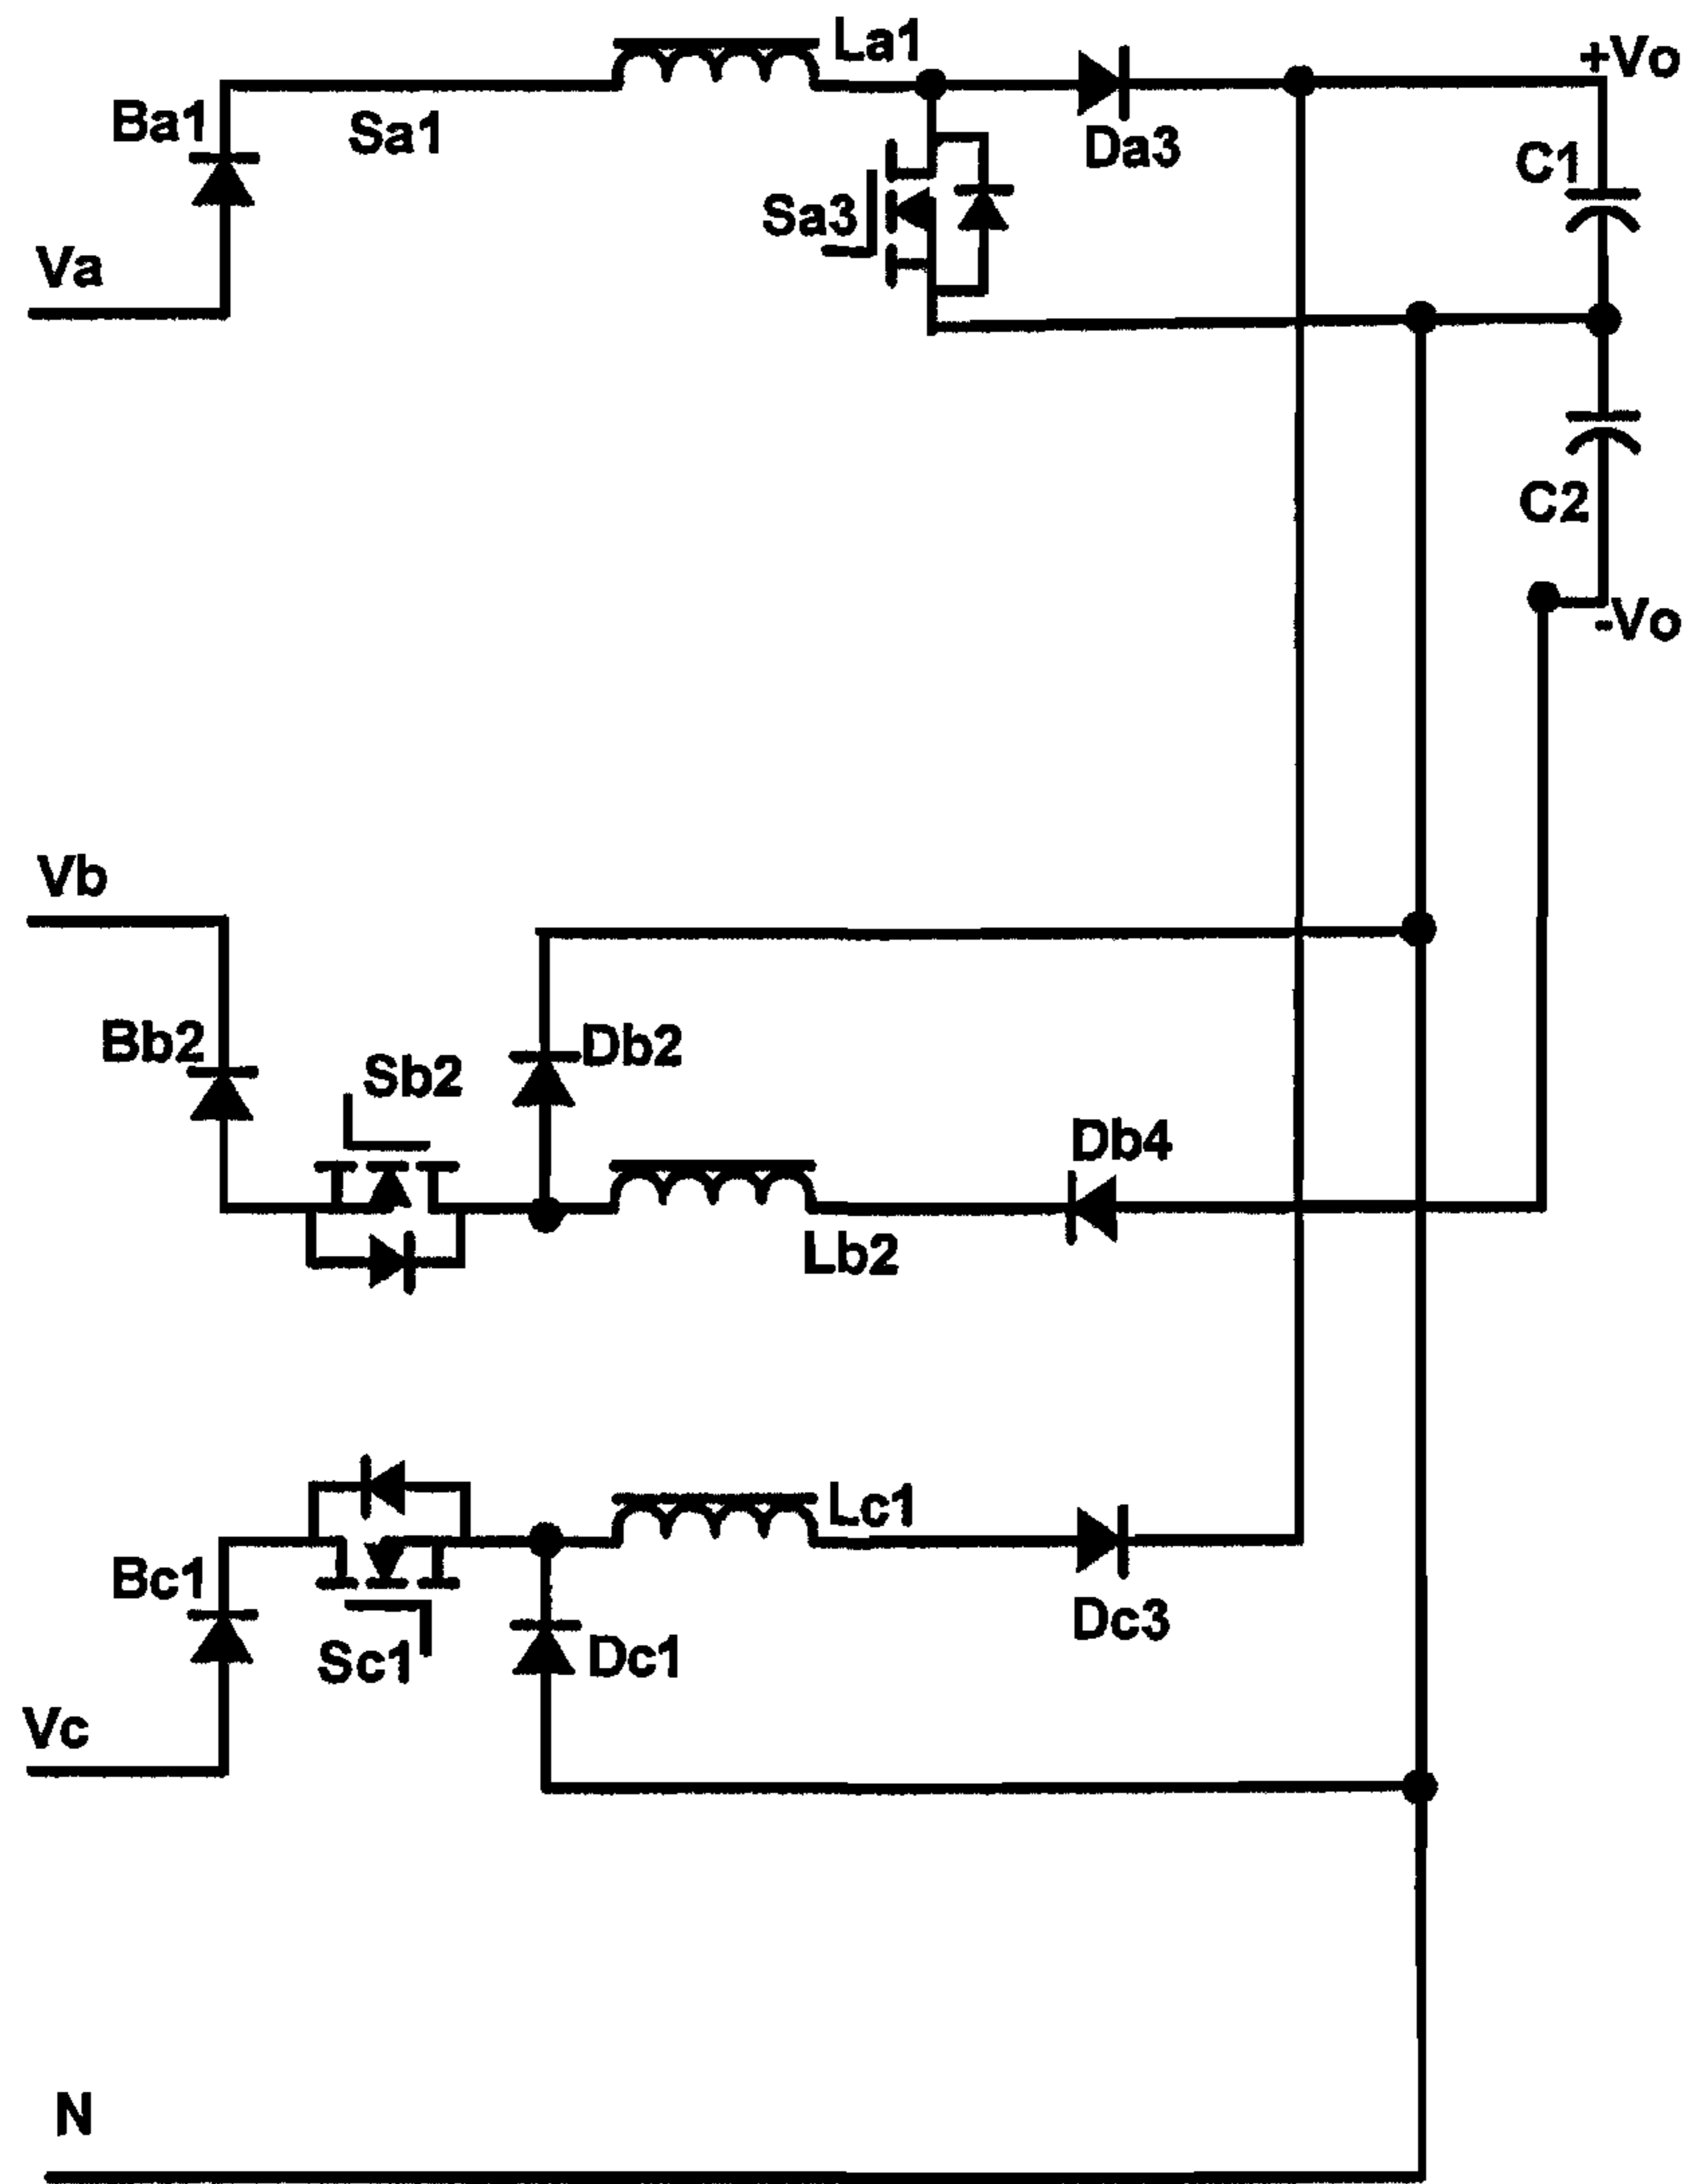 La1
+Vo
Ba1
Sa1
Da3
C1
Sa3
Va
C2
-Vo
Vb
Bb2
Sb2
Db2
Db4
Lb2
Lc1
Bc1
Sc1
Dc1
Dc3
Vc
N